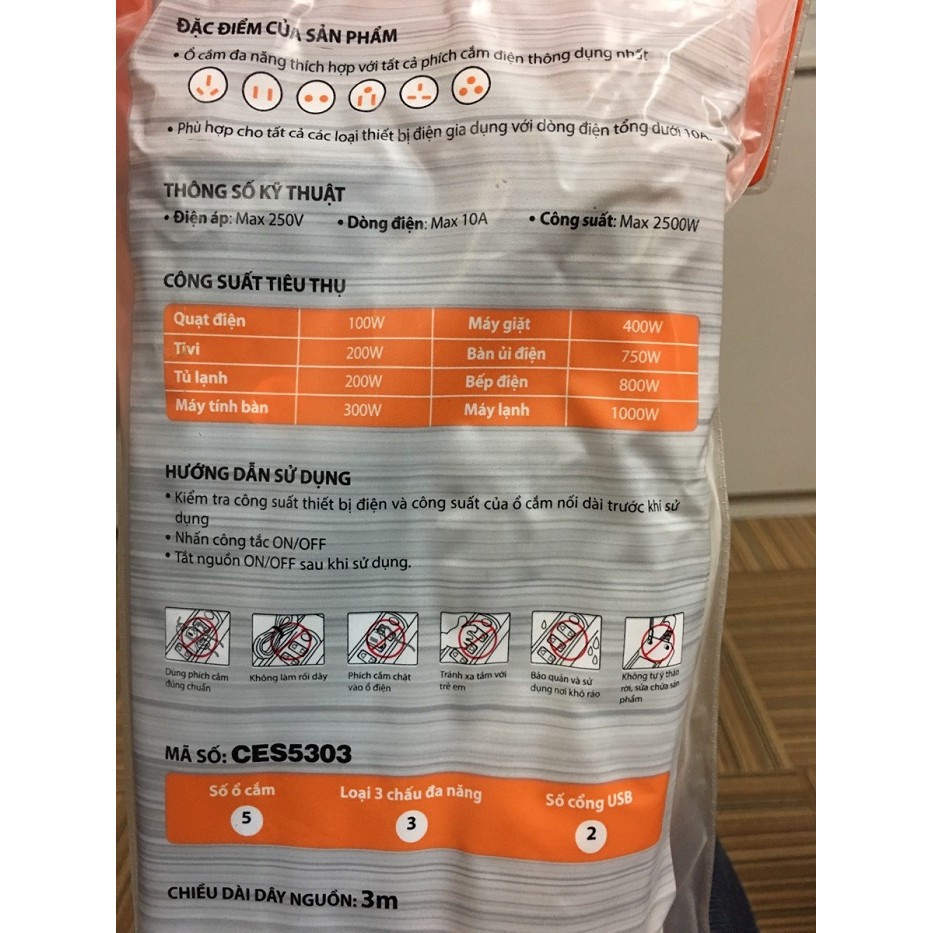 ĐẶC ĐIỂM CỦA SẢN PHẨM
• Ổ cắm đa năng thích hợp với tất cả phích cắm điện thông dụng nhất
• Phù hợp cho tất cả các loại thiết bị điện gia dụng với dòng điện tổng dưới 10A.
THÔNG SỐ KỸ THUẬT
• Điện áp: Max 250V • Dòng điện: Max 10A • Công suất: Max 2500W
CÔNG SUẤT TIÊU THỤ
Quạt điện 100W Máy giặt 400W
Tivi 200W Bàn ủi điện 750W
Tủ lạnh 200W Bếp điện 800W
Máy tính bàn 300W Máy lạnh 1000W
HƯỚNG DẪN SỬ DỤNG
• Kiểm tra công suất thiết bị điện và công suất của ổ cắm nối dài trước khi sử
dụng
• Nhấn công tắc ON/OFF
• Tắt nguồn ON/OFF sau khi sử dụng.
Dùng phích cắm
đúng chuẩn
Không làm rối dây
Phích cắm chặt
vào ổ điện
Tránh xa tầm với
trẻ em
Bảo quản và sử
dụng nơi khô ráo
Không tự ý tháo
rời, sửa chữa sản
phẩm
MÃ SỐ: CES5303
Số ổ cắm Loại 3 chấu đa năng Số cổng USB
5 3 2
CHIỀU DÀI DÂY NGUỒN: 3m